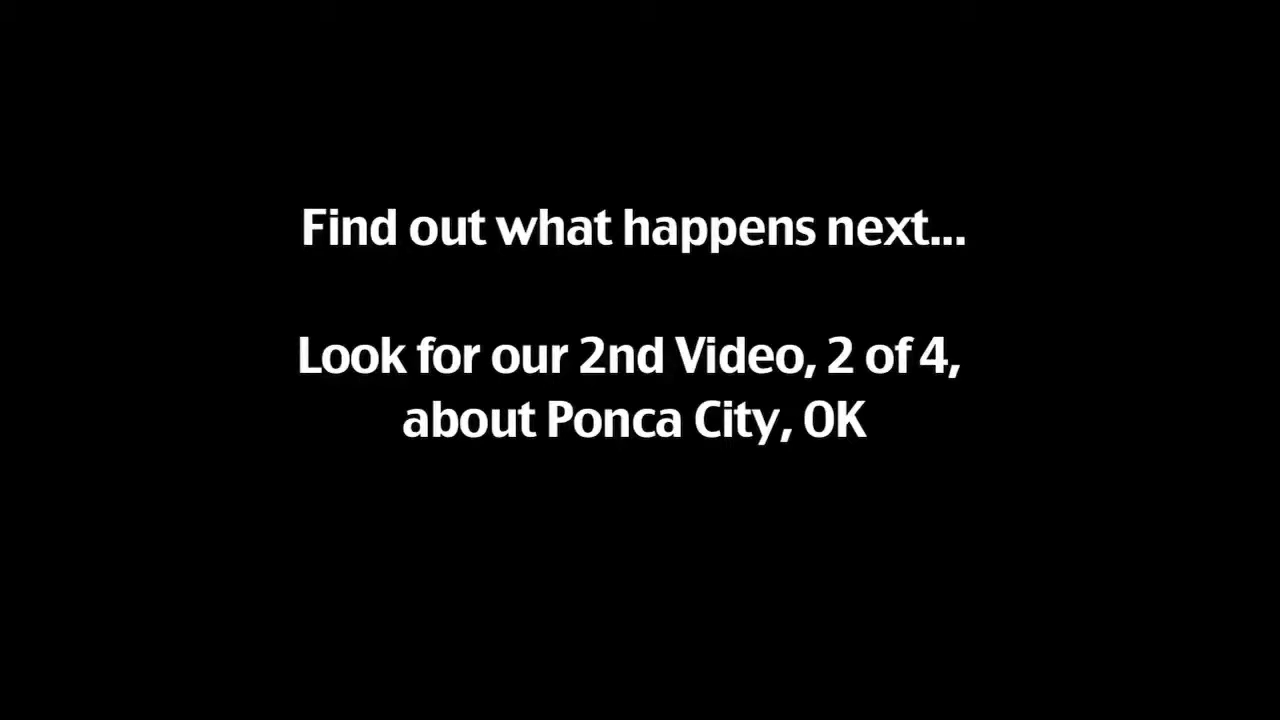 Find out what happens next...
Look for our 2nd Video, 2 of 4,
about Ponca City, OK